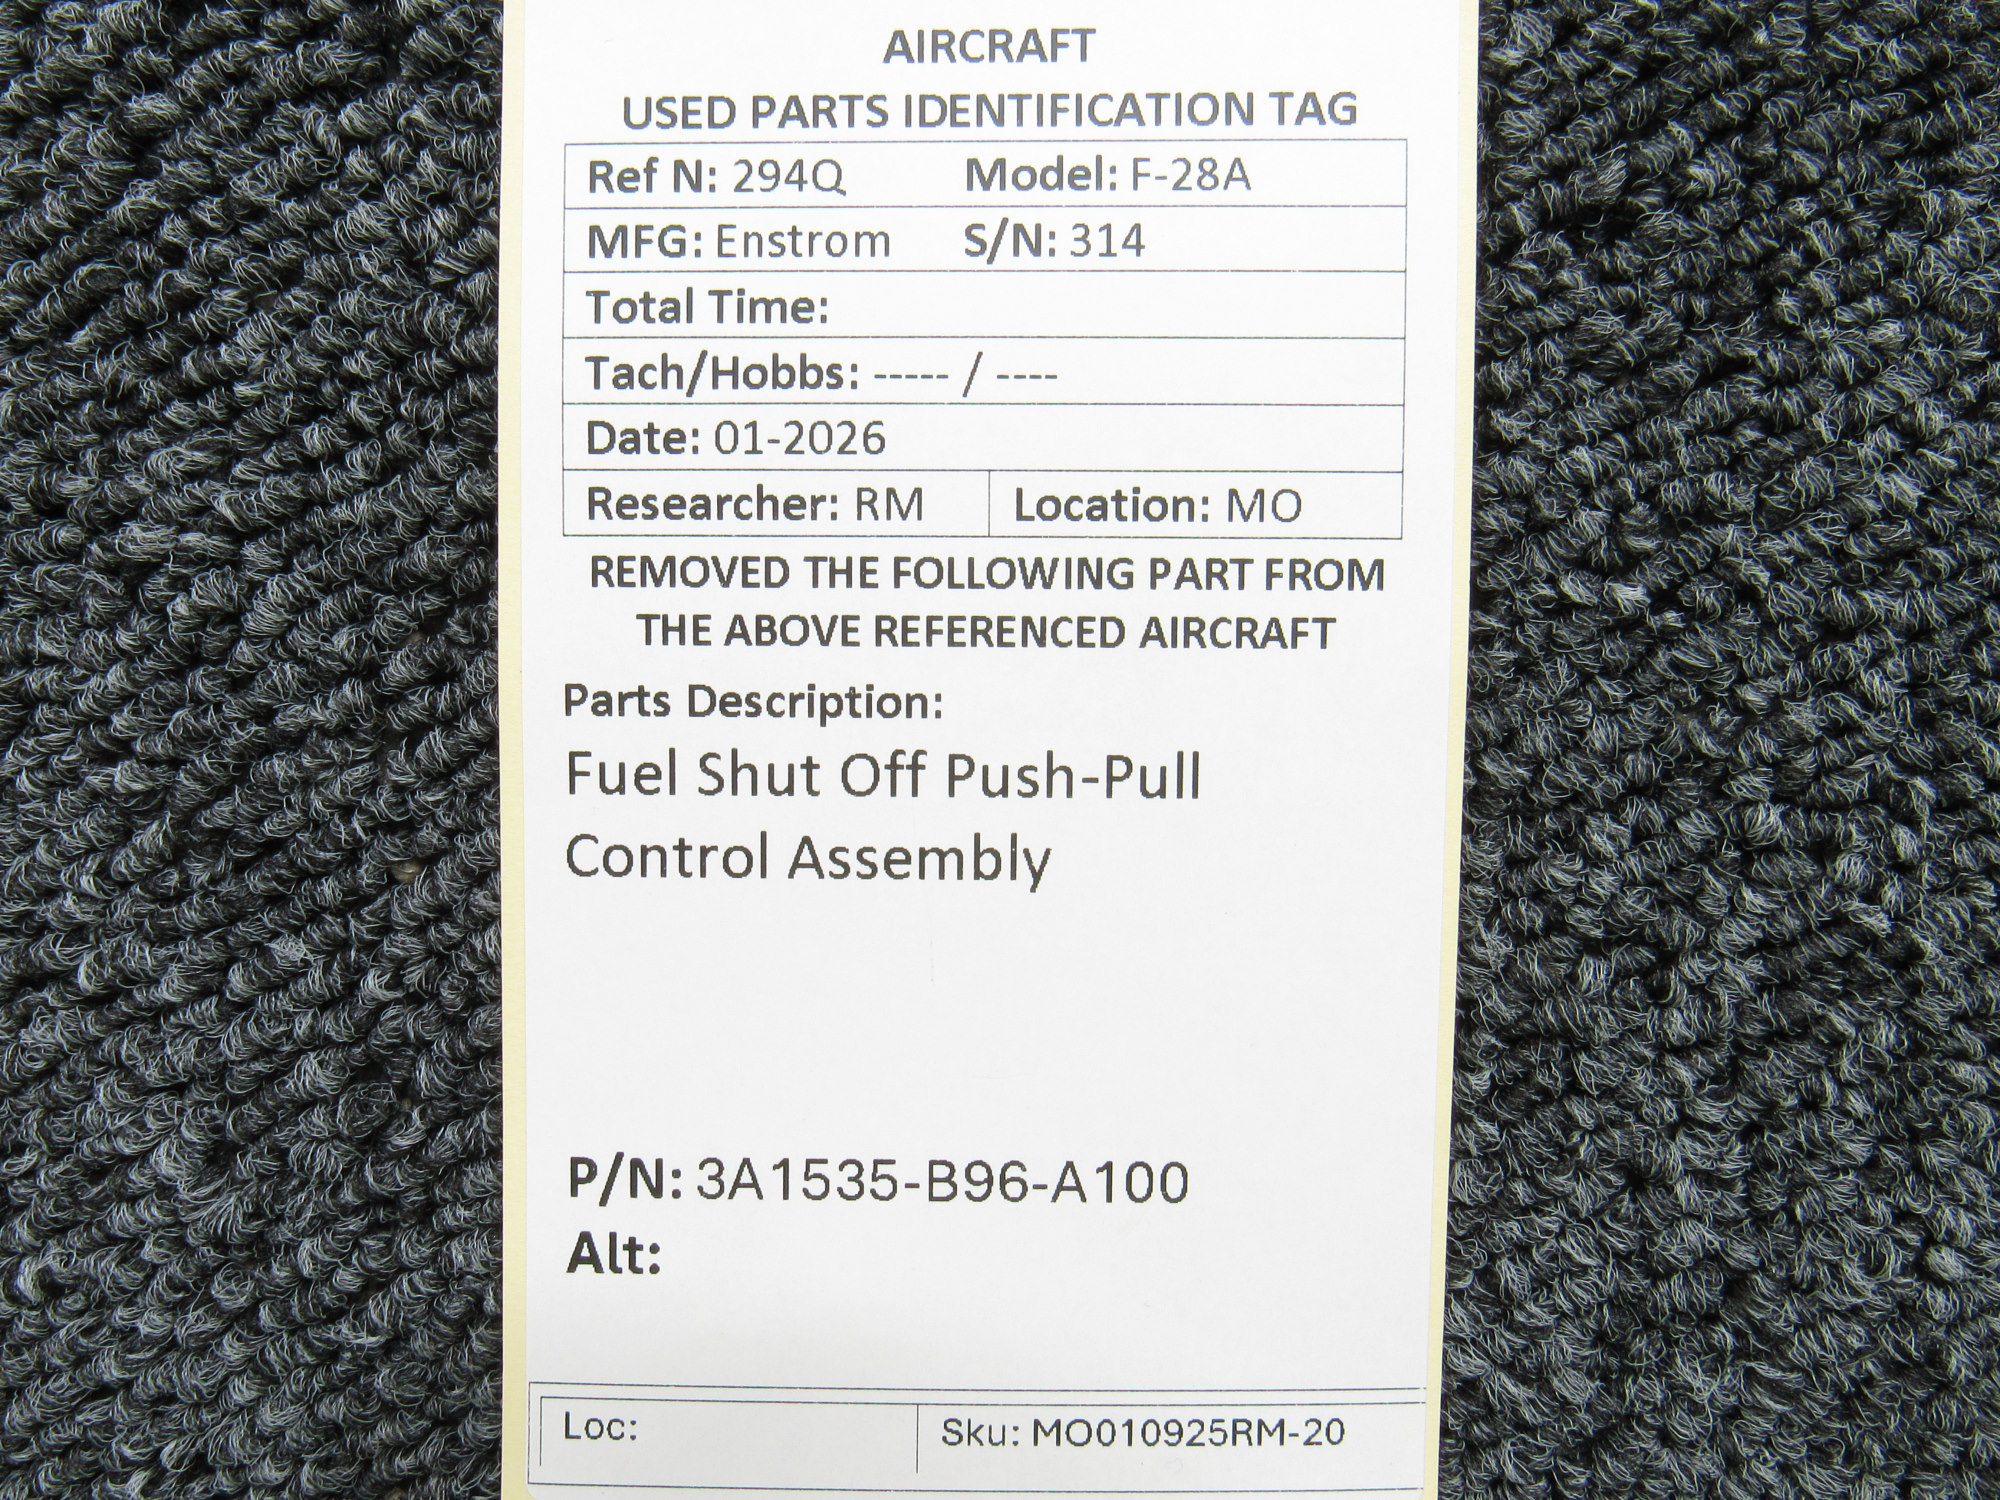 AIRCRAFT
USED PARTS IDENTIFICATION TAG
Ref N: 294Q Model: F-28A
MFG: Enstrom S/N: 314
Total Time:
Tach/Hobbs: ----- / ----
Date: 01-2026
Researcher: RM Location: MO
REMOVED THE FOLLOWING PART FROM
THE ABOVE REFERENCED AIRCRAFT
Parts Description:
Fuel Shut Off Push-Pull
Control Assembly
P/N: 3A1535-B96-A100
Alt:
Loc: Sku: MO010925RM-20